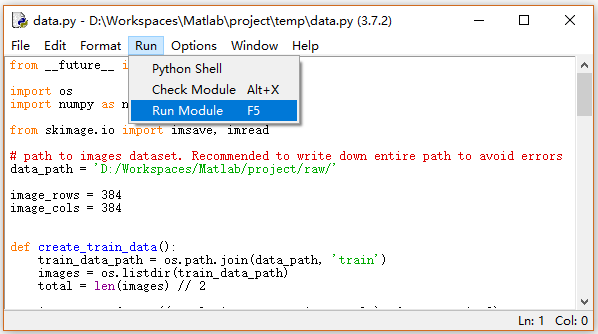 data.py - D:\Workspaces\Matlab\project\temp\data.py (3.7.2)
File Edit Format Run Options Window Help
Python Shell
Check Module Alt+X
Run Module F5
from __future__ i
import os
import numpy as n
from skimage.io import imsave, imread
# path to images dataset. Recommended to write down entire path to avoid errors
data_path = 'D:/Workspaces/Matlab/project/raw/'
image_rows = 384
image_cols = 384
def create_train_data():
    train_data_path = os.path.join(data_path, 'train')
    images = os.listdir(train_data_path)
    total = len(images) // 2
Ln: 1 Col: 0